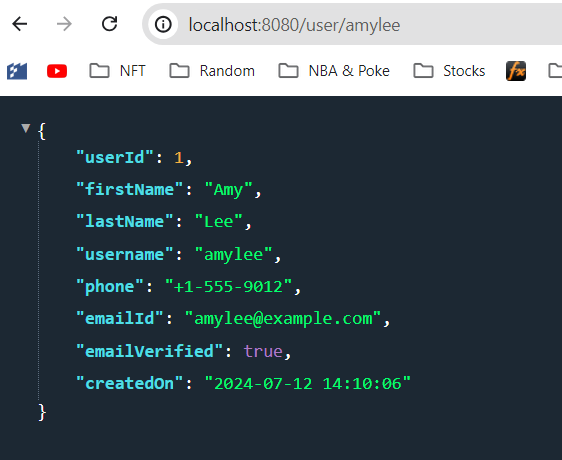 localhost:8080/user/amylee
NFT Random NBA & Poke Stocks fx
{
"userId": 1,
"firstName": "Amy",
"lastName": "Lee",
"username": "amylee",
"phone": "+1-555-9012",
"emailId": "amylee@example.com",
"emailVerified": true,
"createdOn": "2024-07-12 14:10:06"
}